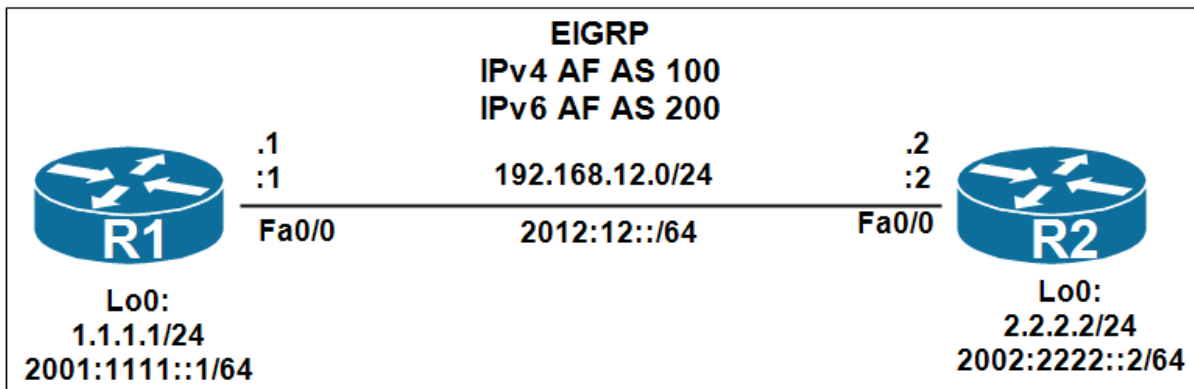 EIGRP
IPv4 AF AS 100
IPv6 AF AS 200
.1
:1
192.168.12.0/24
.2
:2
R1
Fa0/0
2012:12::/64
Fa0/0
R2
Lo0:
1.1.1.1/24
2001:1111::1/64
Lo0:
2.2.2.2/24
2002:2222::2/64